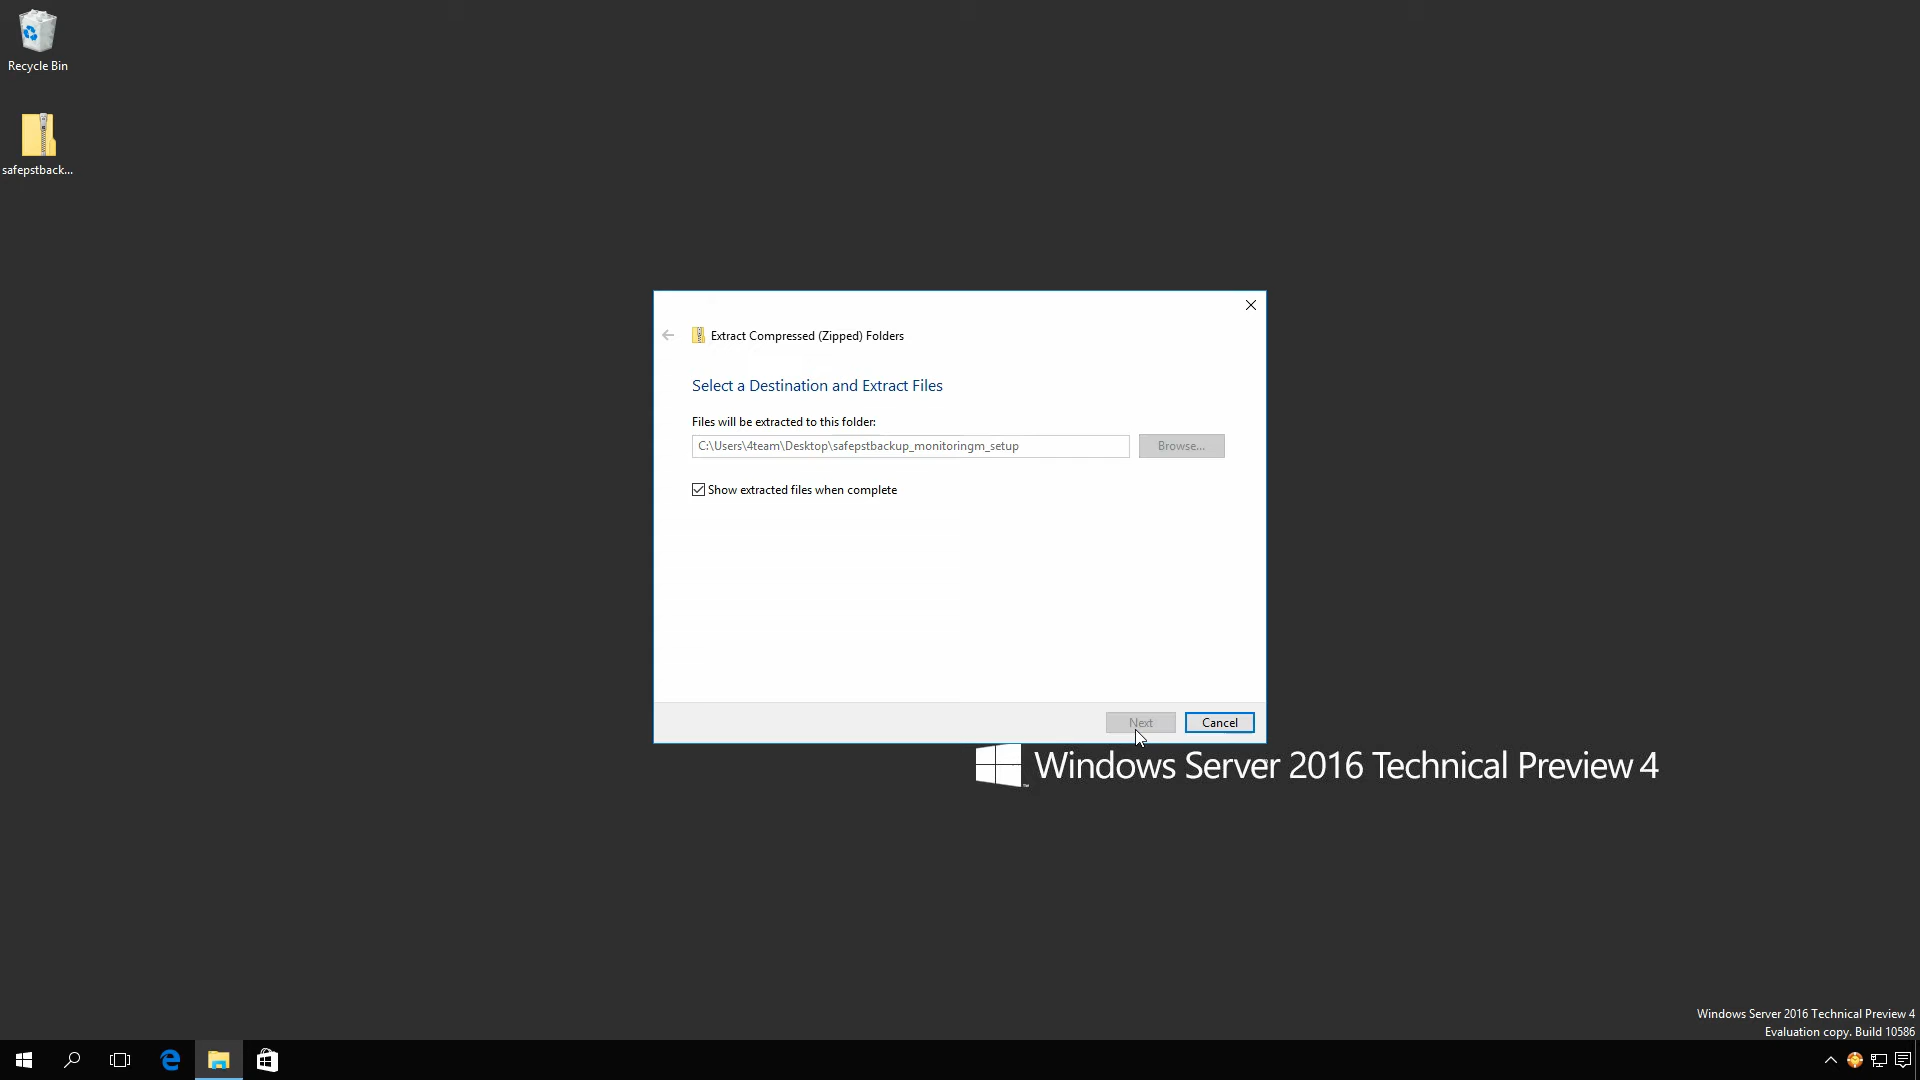 Recycle Bin
safepstback...
Extract Compressed (Zipped) Folders
Select a Destination and Extract Files
Files will be extracted to this folder:
C:\Users\4team\Desktop\safepstbackup_monitoringm_setup
Browse...
Show extracted files when complete
Next
Cancel
Windows Server 2016 Technical Preview 4
Windows Server 2016 Technical Preview 4
Evaluation copy. Build 10586